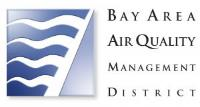 BAY AREA
AIR QUALITY
MANAGEMENT
DISTRICT